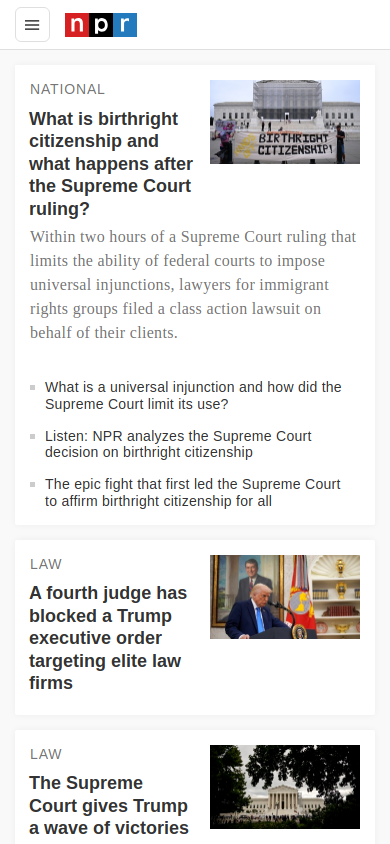 npr
NATIONAL
What is birthright
citizenship and
what happens after
the Supreme Court
ruling?
BIRTHRIGHT
CITIZENSHIP!
Within two hours of a Supreme Court ruling that
limits the ability of federal courts to impose
universal injunctions, lawyers for immigrant
rights groups filed a class action lawsuit on
behalf of their clients.
What is a universal injunction and how did the
Supreme Court limit its use?
Listen: NPR analyzes the Supreme Court
decision on birthright citizenship
The epic fight that first led the Supreme Court
to affirm birthright citizenship for all
LAW
A fourth judge has
blocked a Trump
executive order
targeting elite law
firms
LAW
The Supreme
Court gives Trump
a wave of victories